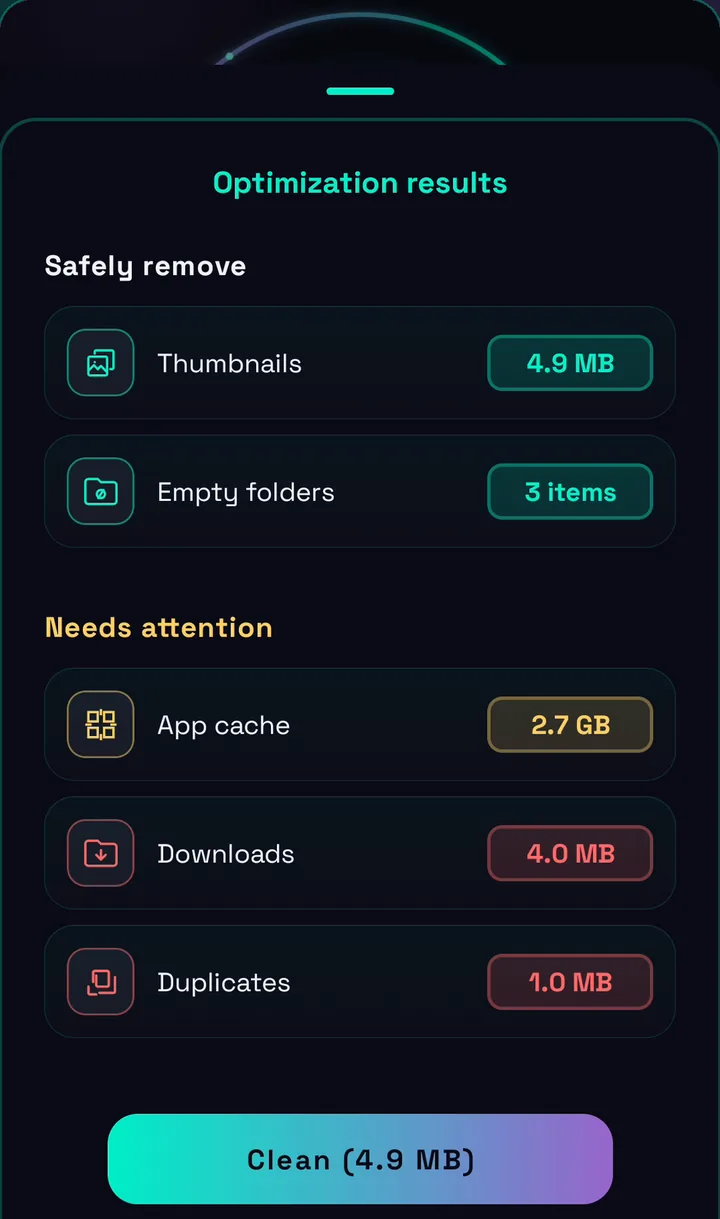 Optimization results
Safely remove
Thumbnails 4.9 MB
Empty folders 3 items
Needs attention
App cache 2.7 GB
Downloads 4.0 MB
Duplicates 1.0 MB
Clean (4.9 MB)